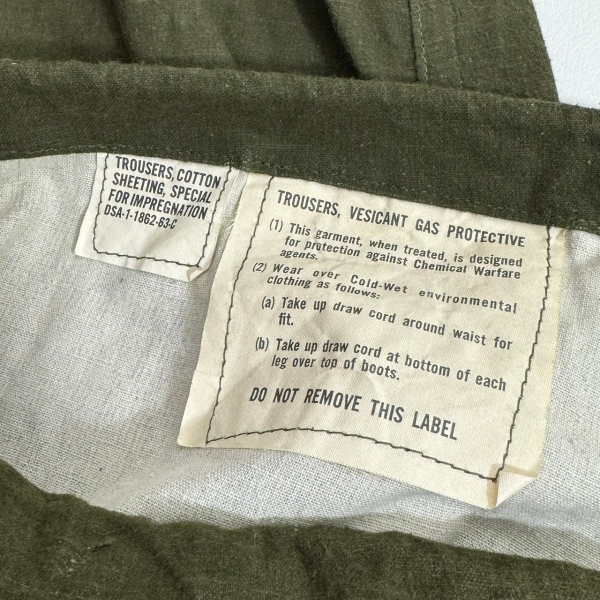 TROUSERS, COTTON
SHEETING, SPECIAL
FOR IMPREGNATION
DSA-1-1862-63-C
TROUSERS, VESICANT GAS PROTECTIVE
(1) This garment, when treated, is designed
for protection against Chemical Warfare
agents.
(2) Wear over Cold-Wet environmental
clothing as follows:
(a) Take up draw cord around waist for
fit.
(b) Take up draw cord at bottom of each
leg over top of boots.
DO NOT REMOVE THIS LABEL